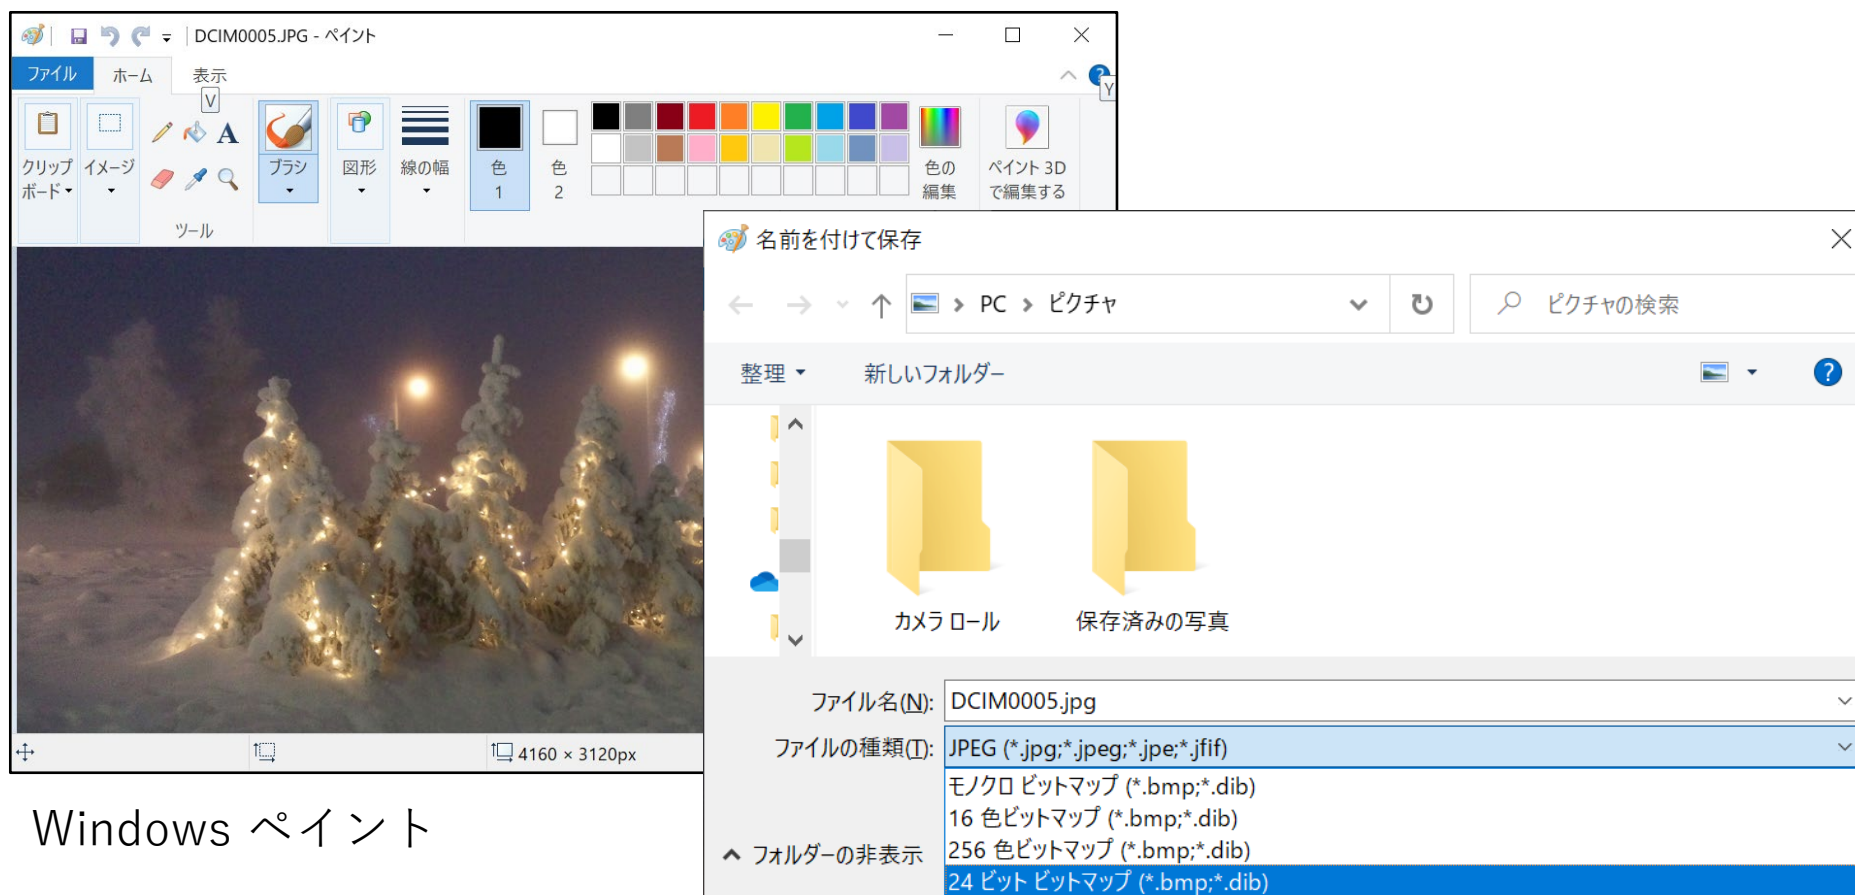 DCIM0005.JPG - ペイント
ファイル ホーム 表示
V
Y
クリップボード
イメージ
A
ツール
ブラシ
図形
線の幅
色
1
色
2
色の編集
ペイント 3D で編集する
4160 × 3120px
名前を付けて保存
PC ピクチャ
ピクチャの検索
整理 新しいフォルダー
?
カメラ ロール 保存済みの写真
ファイル名(N): DCIM0005.jpg
ファイルの種類(T): JPEG (*.jpg;*.jpeg;*.jpe;*.jfif)
モノクロ ビットマップ (*.bmp;*.dib)
16 色ビットマップ (*.bmp;*.dib)
256 色ビットマップ (*.bmp;*.dib)
24 ビット ビットマップ (*.bmp;*.dib)
フォルダーの非表示
Windows ペイント